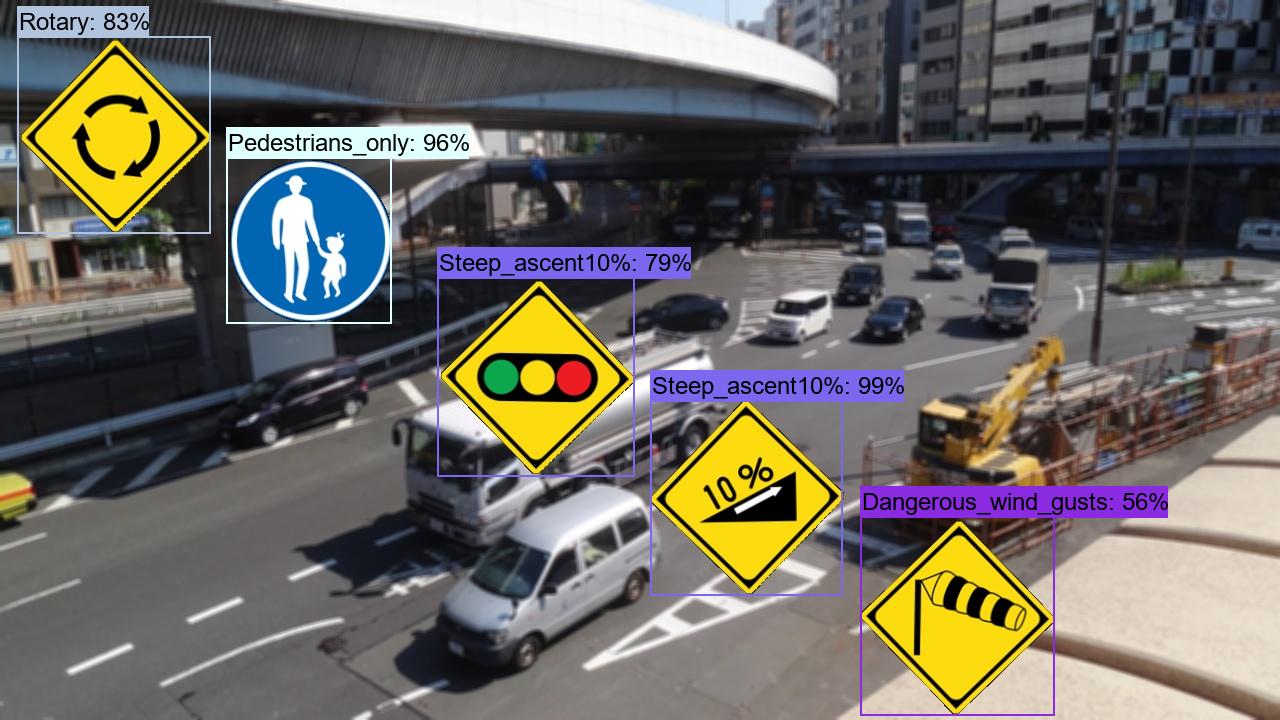 Rotary: 83%
Pedestrians_only: 96%
Steep_ascent10%: 79%
Steep_ascent10%: 99%
10 %
Dangerous_wind_gusts: 56%